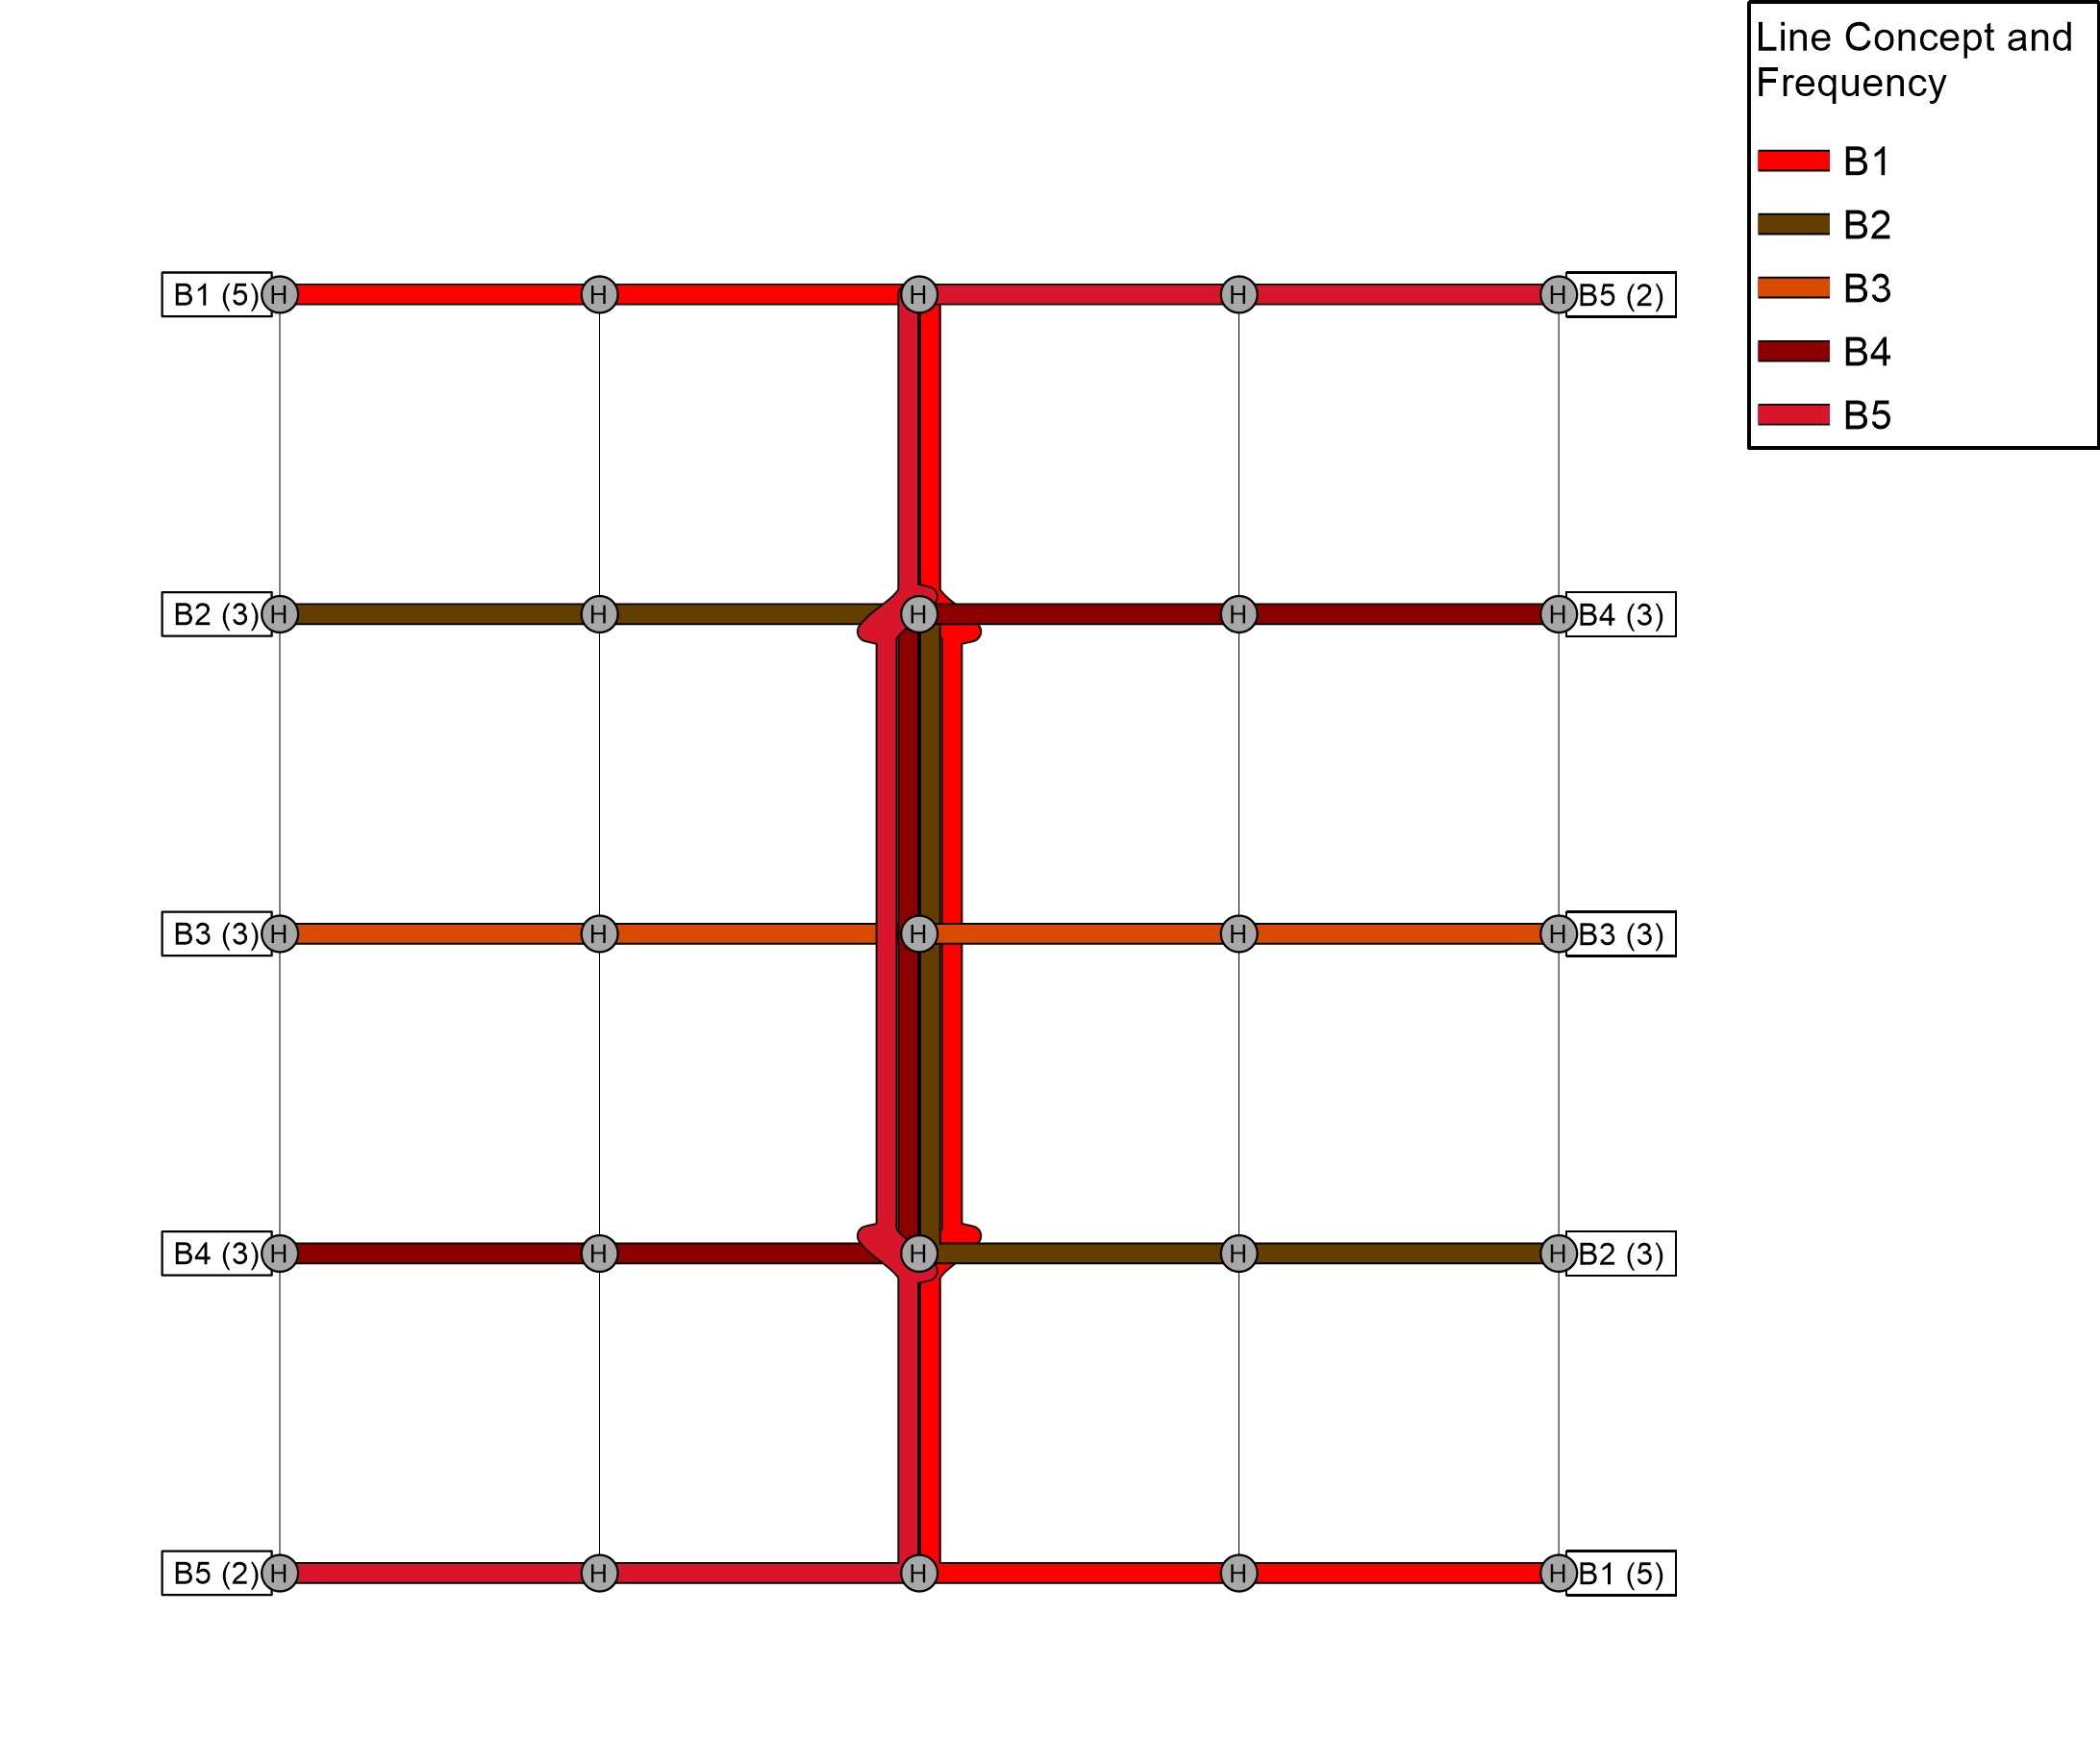 Line Concept and
Frequency
B1
B2
B3
B4
B5
B1 (5) H H H H H B5 (2)
B2 (3) H H H H H B4 (3)
B3 (3) H H H H H B3 (3)
B4 (3) H H H H H B2 (3)
B5 (2) H H H H H B1 (5)